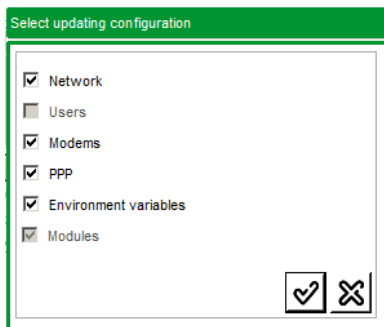 Select updating configuration
Network
Users
Modems
PPP
Environment variables
Modules